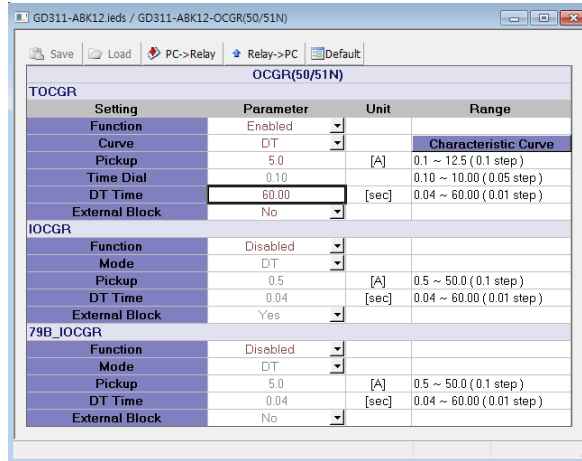 GD311-ABK12.ieds / GD311-ABK12-OCGR(50/51N)
Save Load PC->Relay Relay->PC Default
OCGR(50/51N)
TOCGR
Setting Parameter Unit Range
Function Enabled
Curve DT Characteristic Curve
Pickup 5.0 [A] 0.1 ~ 12.5 ( 0.1 step )
Time Dial 0.10 0.10 ~ 10.00 ( 0.05 step )
DT Time 60.00 [sec] 0.04 ~ 60.00 ( 0.01 step )
External Block No
IOCGR
Function Disabled
Mode DT
Pickup 0.5 [A] 0.5 ~ 50.0 ( 0.1 step )
DT Time 0.04 [sec] 0.04 ~ 60.00 ( 0.01 step )
External Block Yes
79B_IOCGR
Function Disabled
Mode DT
Pickup 5.0 [A] 0.5 ~ 50.0 ( 0.1 step )
DT Time 0.04 [sec] 0.04 ~ 60.00 ( 0.01 step )
External Block No